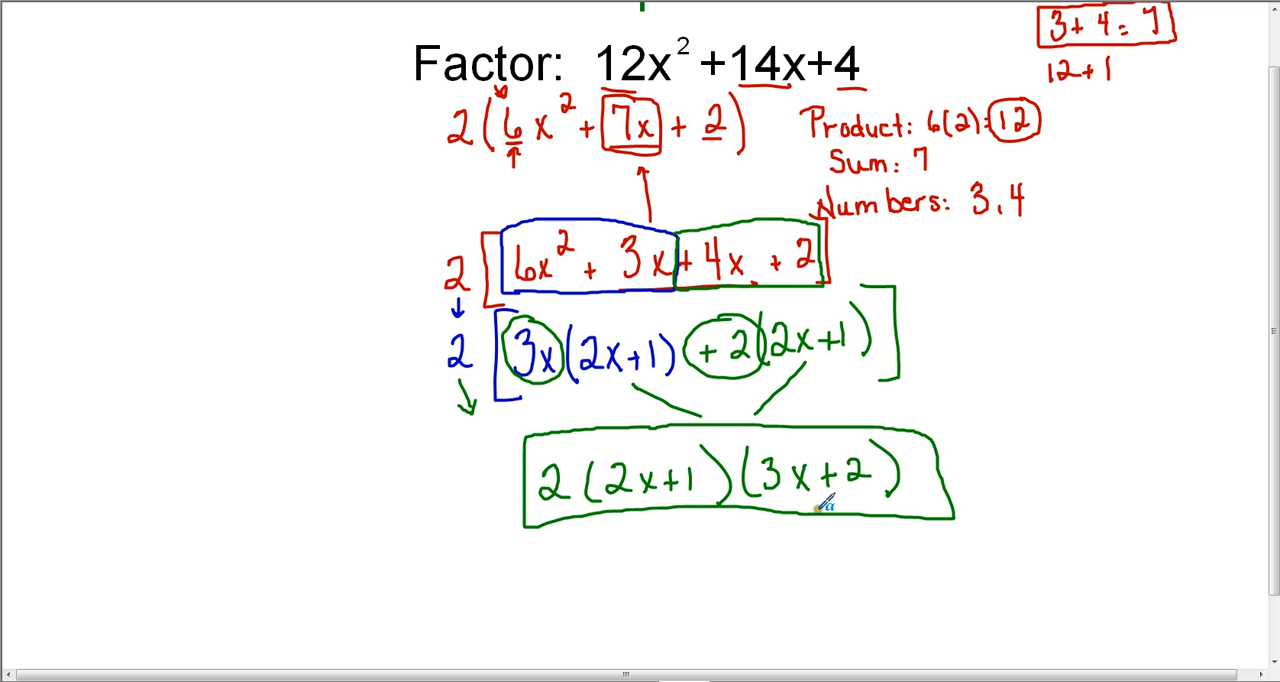 3 + 4 = 7
12 + 1
Factor: 12x² +14x+4
2 ( 6x² + 7x + 2 )
Product: 6(2) = 12
Sum: 7
Numbers: 3, 4
2 [ 6x² + 3x + 4x + 2 ]
2 [ 3x (2x+1) + 2 (2x+1) ]
2 (2x+1) (3x+2)